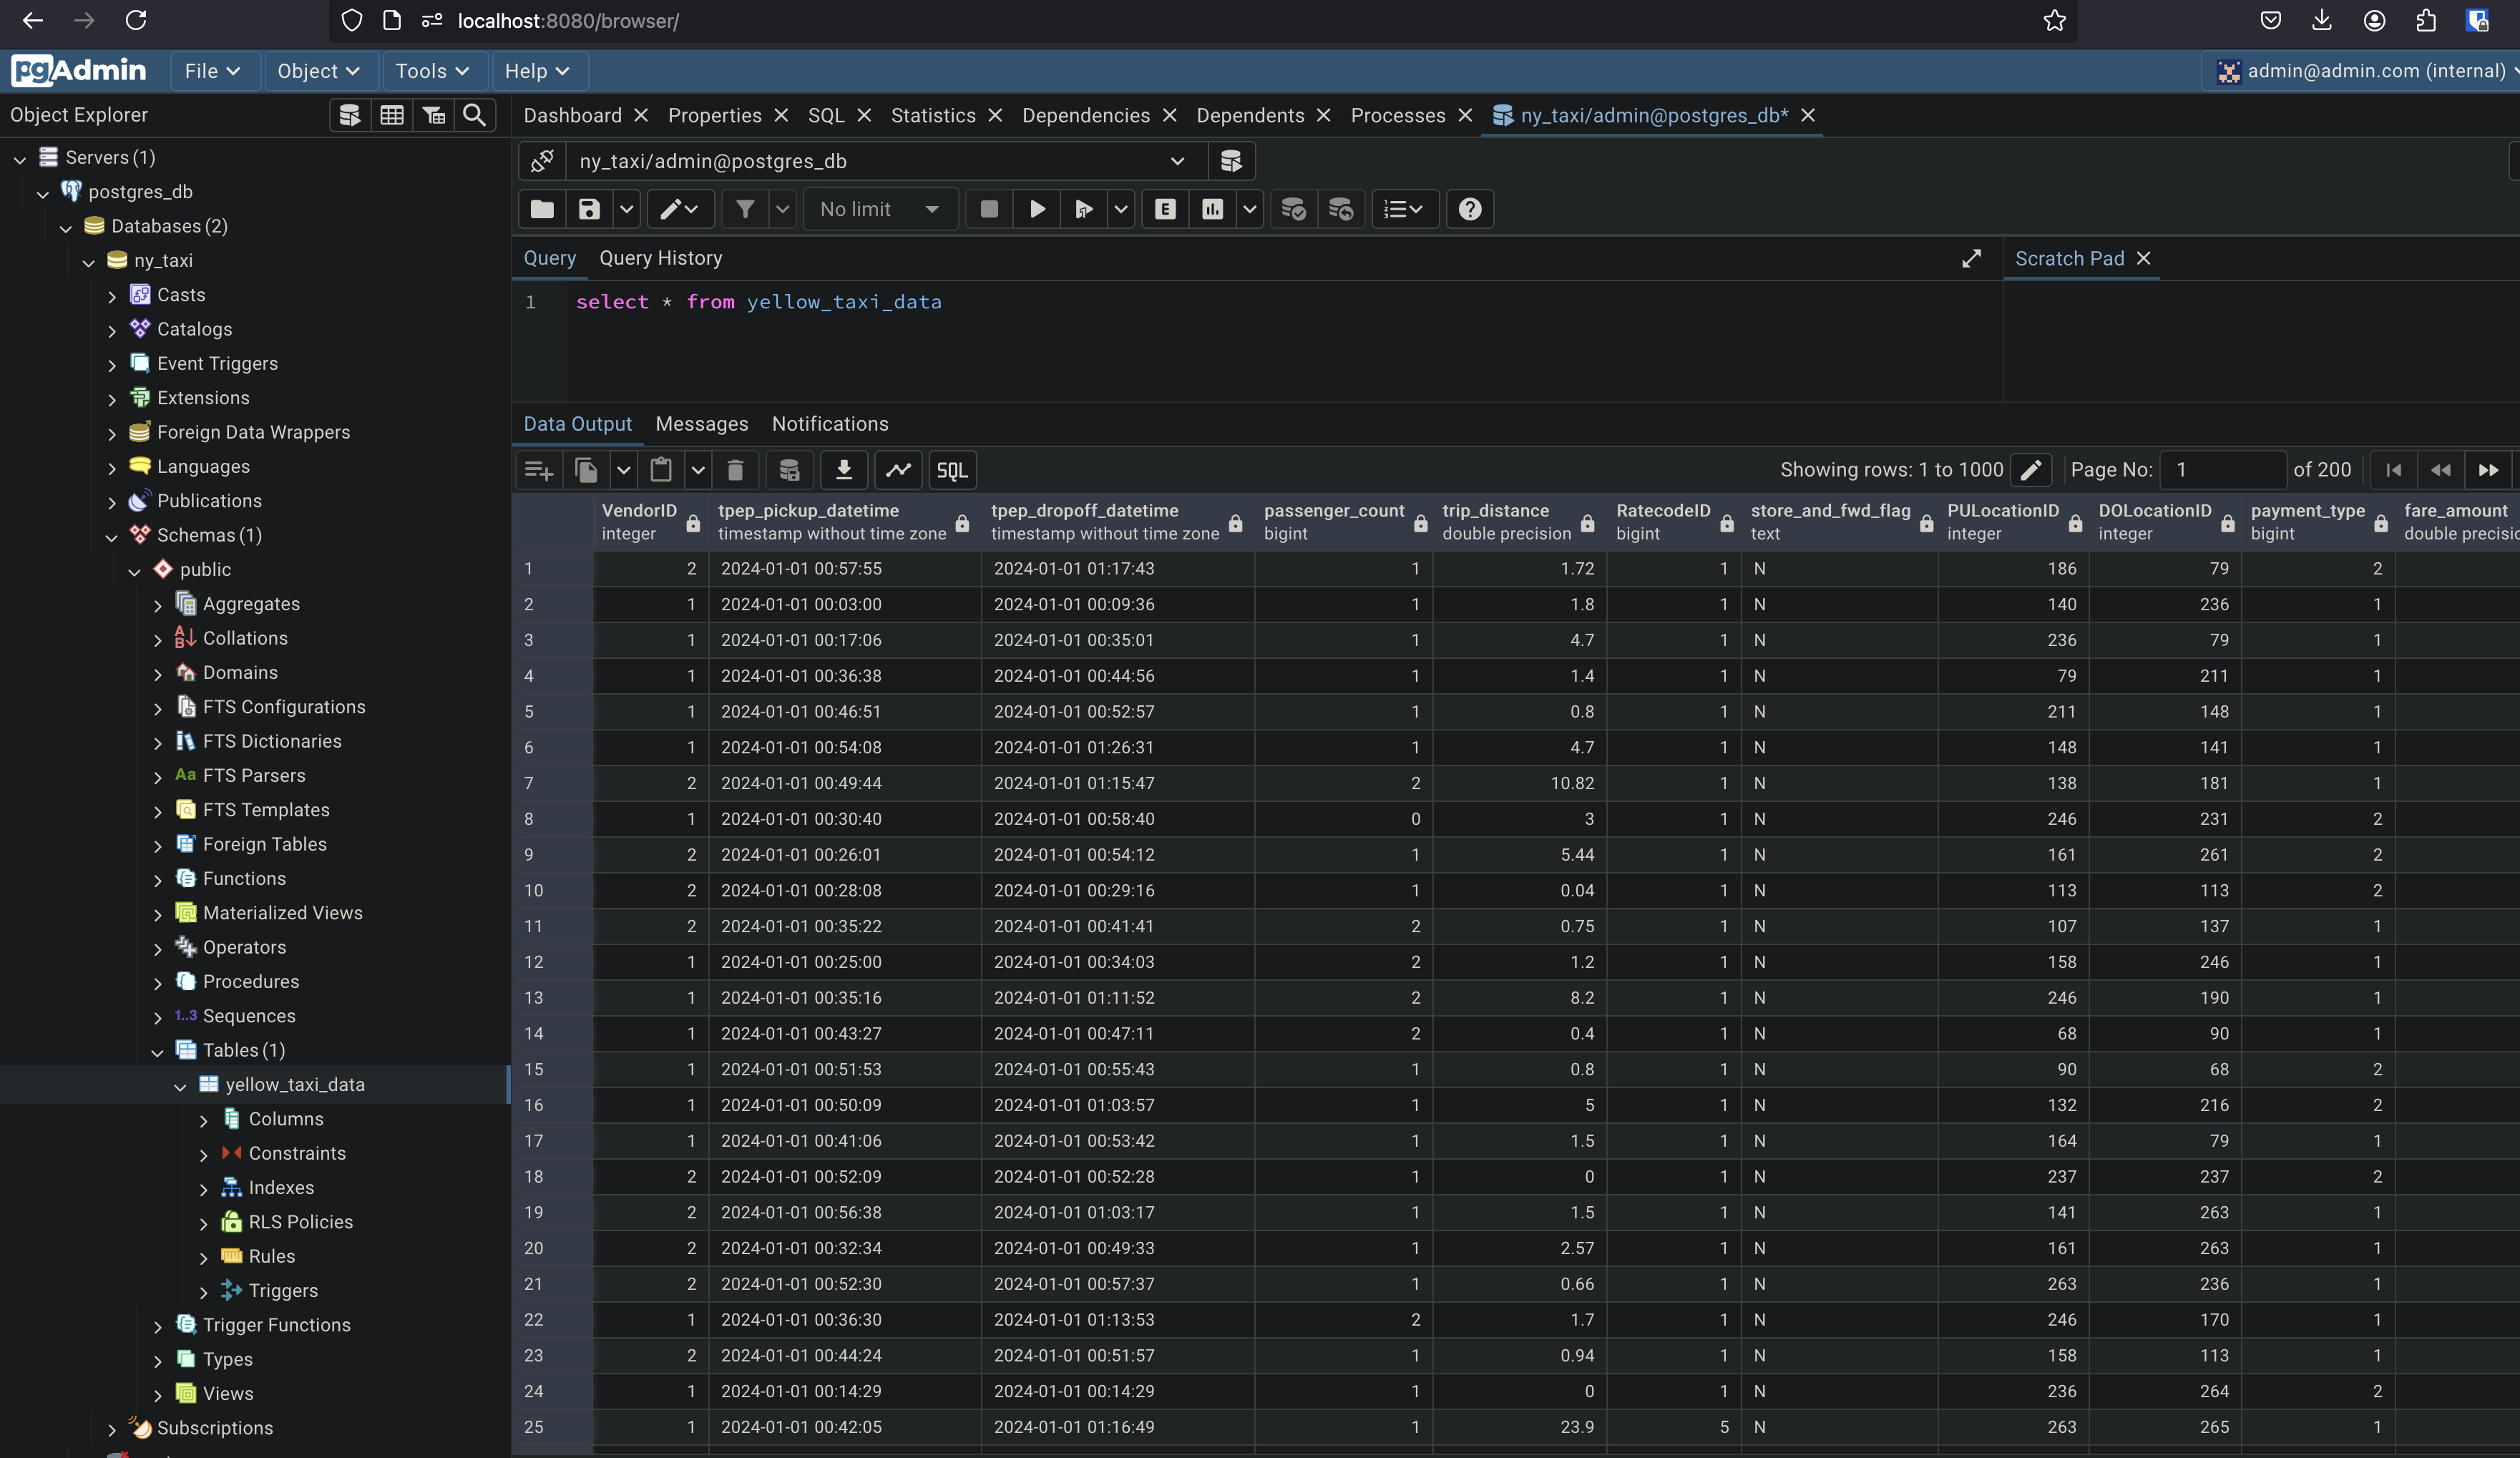 localhost:8080/browser/
pgAdmin File Object Tools Help admin@admin.com (internal)
Object Explorer
Dashboard Properties SQL Statistics Dependencies Dependents Processes ny_taxi/admin@postgres_db*
Servers (1)
postgres_db
Databases (2)
ny_taxi
Casts
Catalogs
Event Triggers
Extensions
Foreign Data Wrappers
Languages
Publications
Schemas (1)
public
Aggregates
Collations
Domains
FTS Configurations
FTS Dictionaries
Aa FTS Parsers
FTS Templates
Foreign Tables
Functions
Materialized Views
Operators
Procedures
1..3 Sequences
Tables (1)
yellow_taxi_data
Columns
Constraints
Indexes
RLS Policies
Rules
Triggers
Trigger Functions
Types
Views
Subscriptions
ny_taxi/admin@postgres_db
No limit E
Query Query History Scratch Pad
1 select * from yellow_taxi_data
Data Output Messages Notifications
SQL Showing rows: 1 to 1000 Page No: 1 of 200
VendorID tpep_pickup_datetime tpep_dropoff_datetime passenger_count trip_distance RatecodeID store_and_fwd_flag PULocationID DOLocationID payment_type fare_amount
integer timestamp without time zone timestamp without time zone bigint double precision bigint text integer integer bigint double precisio
1 2 2024-01-01 00:57:55 2024-01-01 01:17:43 1 1.72 1 N 186 79 2
2 1 2024-01-01 00:03:00 2024-01-01 00:09:36 1 1.8 1 N 140 236 1
3 1 2024-01-01 00:17:06 2024-01-01 00:35:01 1 4.7 1 N 236 79 1
4 1 2024-01-01 00:36:38 2024-01-01 00:44:56 1 1.4 1 N 79 211 1
5 1 2024-01-01 00:46:51 2024-01-01 00:52:57 1 0.8 1 N 211 148 1
6 1 2024-01-01 00:54:08 2024-01-01 01:26:31 1 4.7 1 N 148 141 1
7 2 2024-01-01 00:49:44 2024-01-01 01:15:47 2 10.82 1 N 138 181 1
8 1 2024-01-01 00:30:40 2024-01-01 00:58:40 0 3 1 N 246 231 2
9 2 2024-01-01 00:26:01 2024-01-01 00:54:12 1 5.44 1 N 161 261 2
10 2 2024-01-01 00:28:08 2024-01-01 00:29:16 1 0.04 1 N 113 113 2
11 2 2024-01-01 00:35:22 2024-01-01 00:41:41 2 0.75 1 N 107 137 1
12 1 2024-01-01 00:25:00 2024-01-01 00:34:03 2 1.2 1 N 158 246 1
13 1 2024-01-01 00:35:16 2024-01-01 01:11:52 2 8.2 1 N 246 190 1
14 1 2024-01-01 00:43:27 2024-01-01 00:47:11 2 0.4 1 N 68 90 1
15 1 2024-01-01 00:51:53 2024-01-01 00:55:43 1 0.8 1 N 90 68 2
16 1 2024-01-01 00:50:09 2024-01-01 01:03:57 1 5 1 N 132 216 2
17 1 2024-01-01 00:41:06 2024-01-01 00:53:42 1 1.5 1 N 164 79 1
18 2 2024-01-01 00:52:09 2024-01-01 00:52:28 1 0 1 N 237 237 2
19 2 2024-01-01 00:56:38 2024-01-01 01:03:17 1 1.5 1 N 141 263 1
20 2 2024-01-01 00:32:34 2024-01-01 00:49:33 1 2.57 1 N 161 263 1
21 2 2024-01-01 00:52:30 2024-01-01 00:57:37 1 0.66 1 N 263 236 1
22 1 2024-01-01 00:36:30 2024-01-01 01:13:53 2 1.7 1 N 246 170 1
23 2 2024-01-01 00:44:24 2024-01-01 00:51:57 1 0.94 1 N 158 113 1
24 1 2024-01-01 00:14:29 2024-01-01 00:14:29 1 0 1 N 236 264 2
25 1 2024-01-01 00:42:05 2024-01-01 01:16:49 1 23.9 5 N 263 265 1